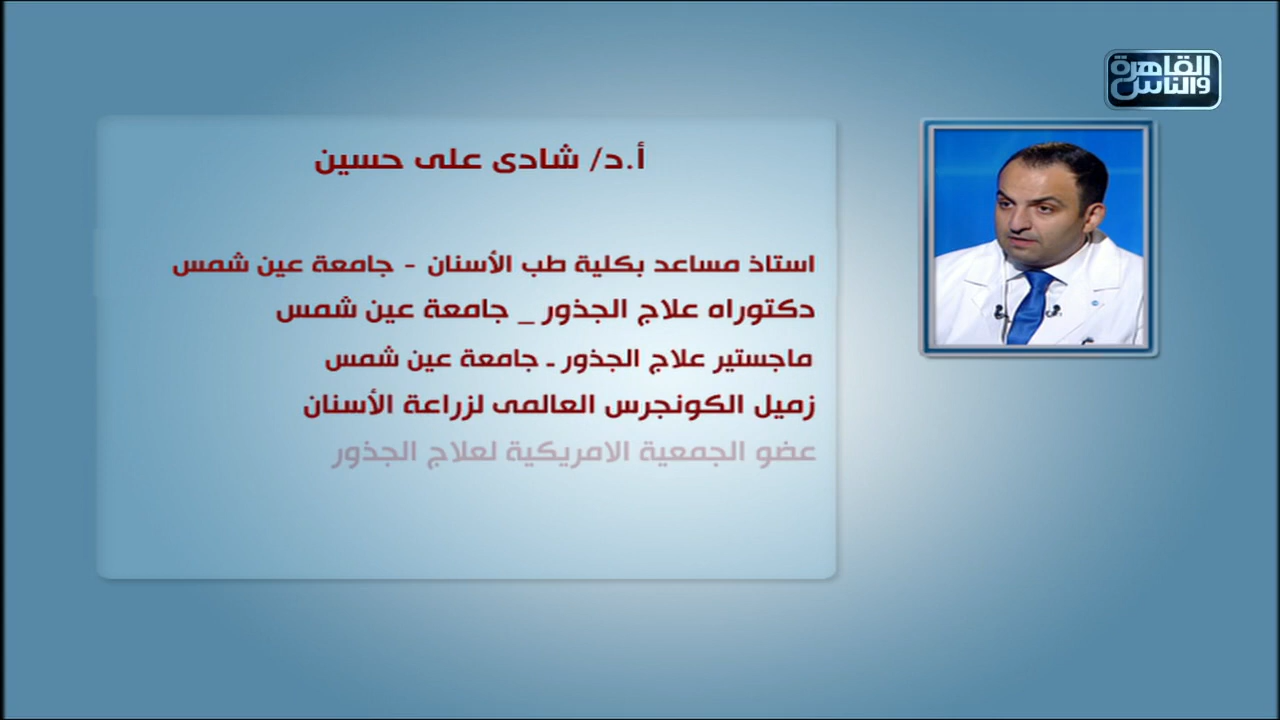 القاهرة
والناس
أ.د/ شادى على حسين
استاذ مساعد بكلية طب الأسنان - جامعة عين شمس
دكتوراه علاج الجذور _ جامعة عين شمس
ماجستير علاج الجذور ـ جامعة عين شمس
زميل الكونجرس العالمى لزراعة الأسنان
عضو الجمعية الامريكية لعلاج الجذور